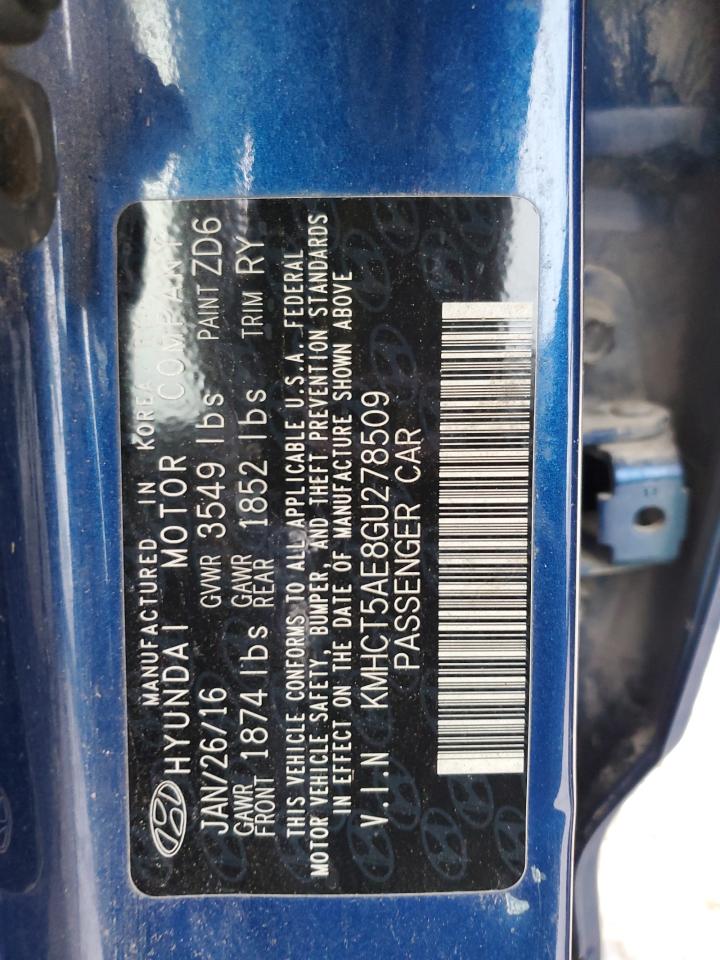 MANUFACTURED IN KOREA
HYUNDAI MOTOR COMPANY
JAN/26/16 GVWR 3549 lbs PAINT ZD6
GAWR FRONT 1874 lbs GAWR REAR 1852 lbs TRIM RY
THIS VEHICLE CONFORMS TO ALL APPLICABLE U.S.A. FEDERAL
MOTOR VEHICLE SAFETY, BUMPER, AND THEFT PREVENTION STANDARDS
IN EFFECT ON THE DATE OF MANUFACTURE SHOWN ABOVE
V.I.N KMHCT5AE8GU278509
PASSENGER CAR